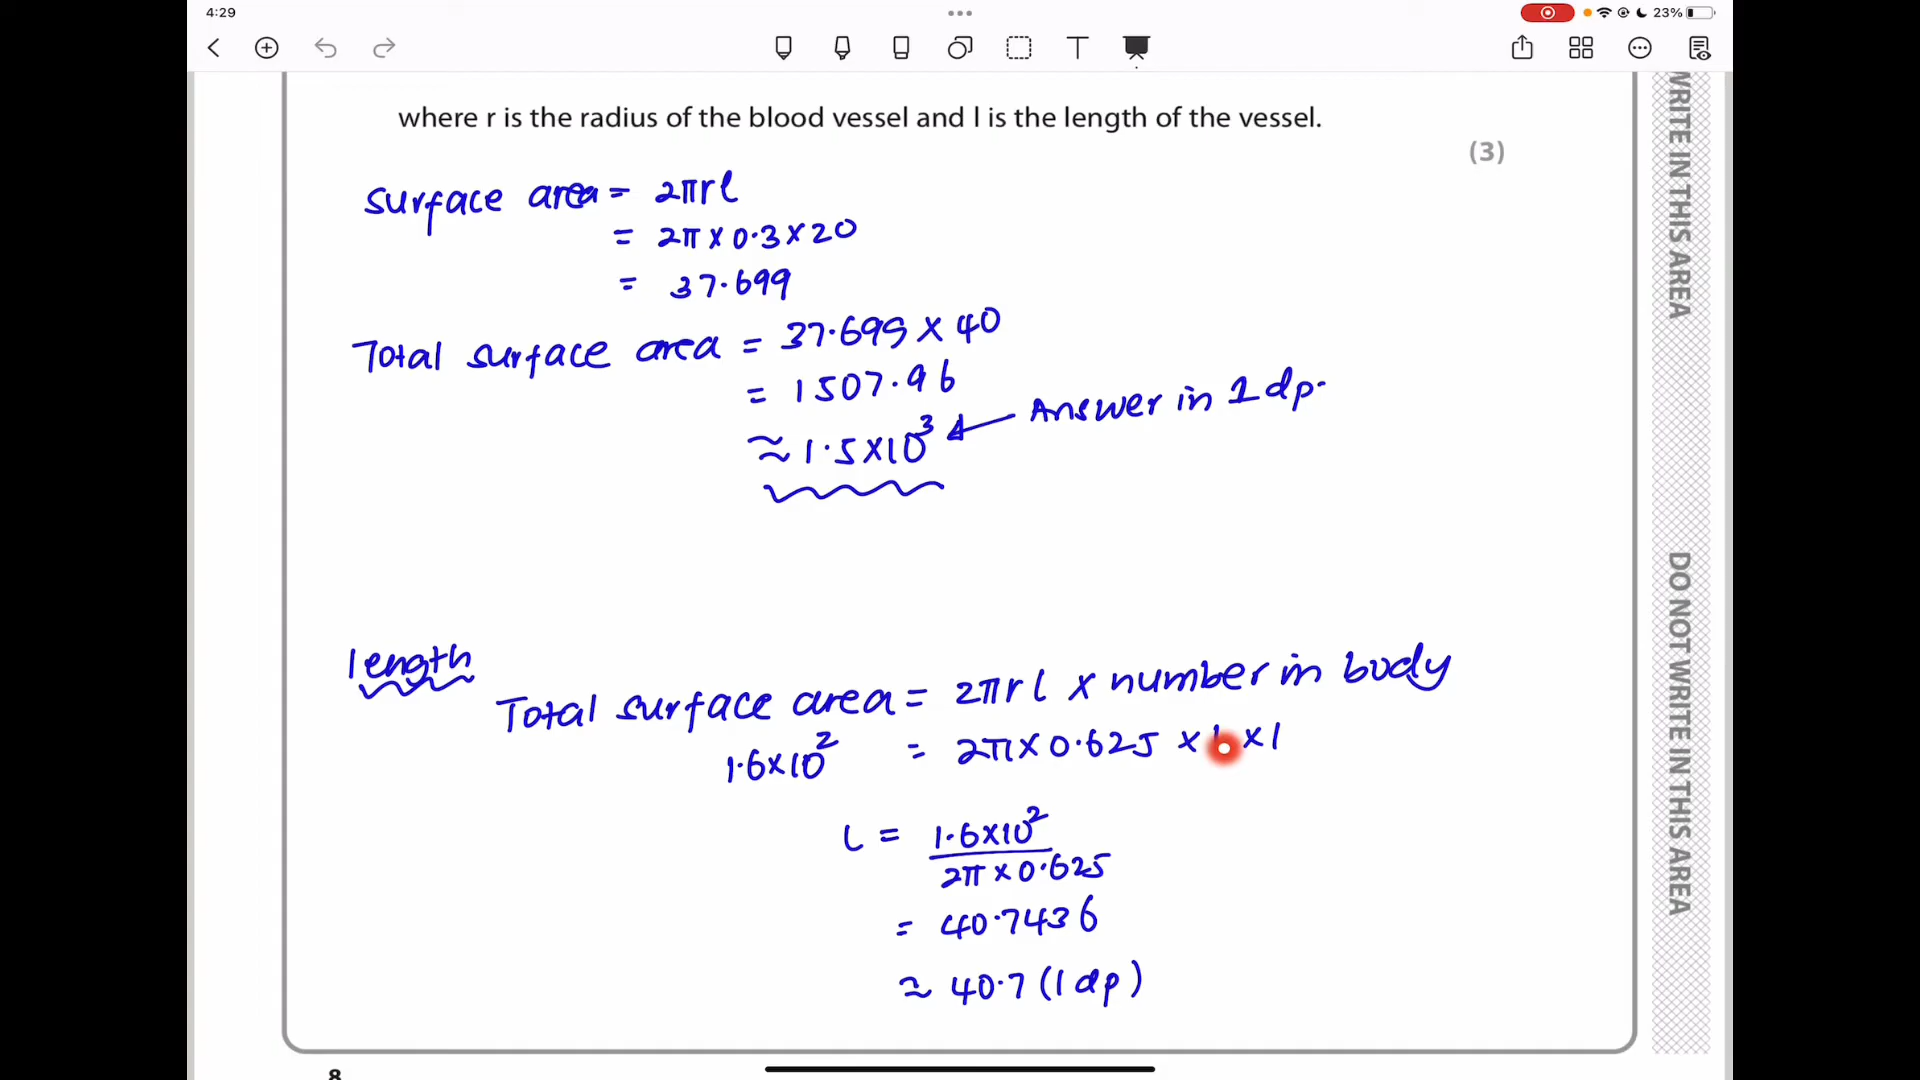 4:29
23%
where r is the radius of the blood vessel and l is the length of the vessel.
(3)
surface area = 2πrl
= 2π × 0.3 × 20
= 37.699
Total surface area = 37.699 × 40
= 1507.96
≈ 1.5×10³
Answer in 1dp.
length
Total surface area = 2πrl × number in body
1.6×10² = 2π × 0.625 × l × 1
l = 1.6×10² / 2π × 0.625
= 40.7436
≈ 40.7 (1dp)
8
WRITE IN THIS AREA
DO NOT WRITE IN THIS AREA